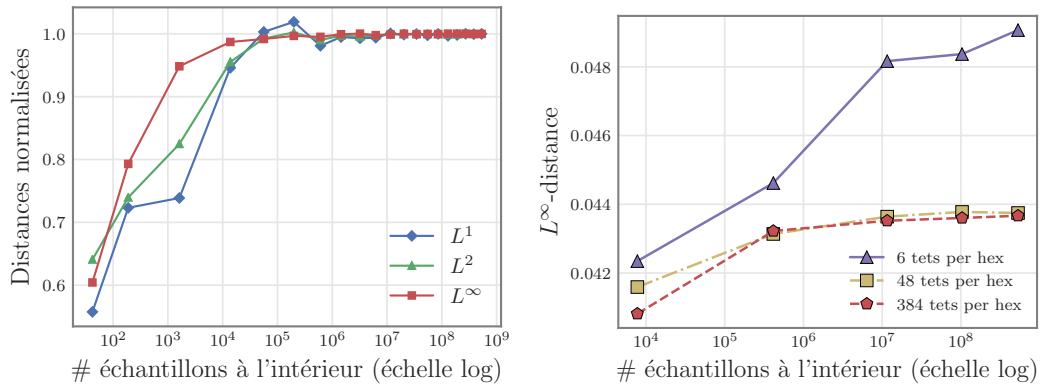 Distances normalisées
1.0
0.9
0.8
0.7
0.6
L¹
L²
L∞
10² 10³ 10⁴ 10⁵ 10⁶ 10⁷ 10⁸ 10⁹
# échantillons à l'intérieur (échelle log)
L∞-distance
0.048
0.046
0.044
0.042
6 tets per hex
48 tets per hex
384 tets per hex
10⁴ 10⁵ 10⁶ 10⁷ 10⁸
# échantillons à l'intérieur (échelle log)